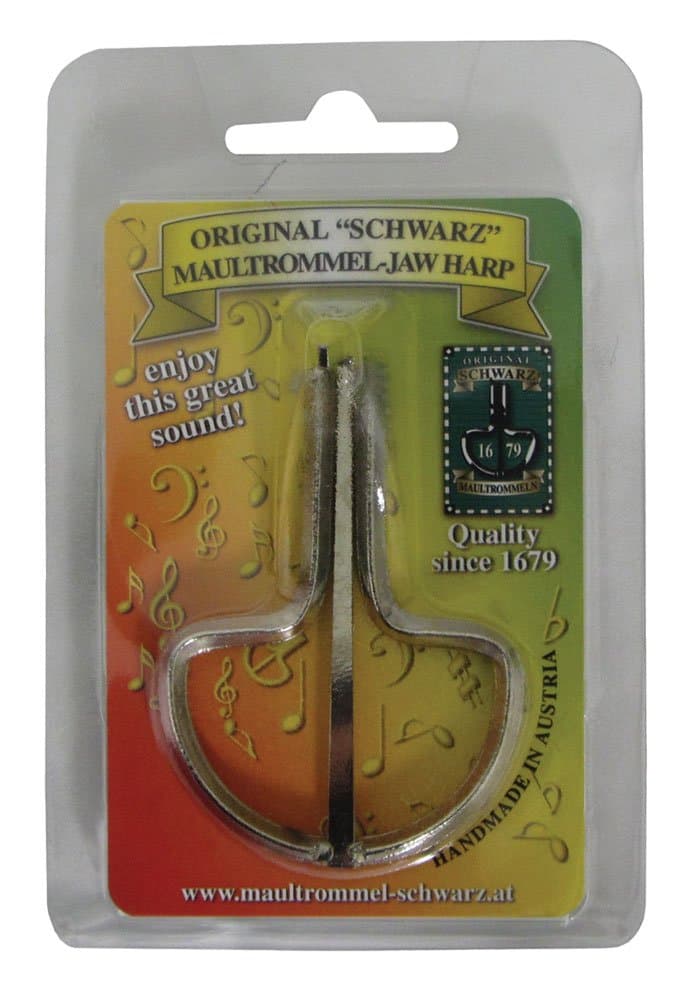 ORIGINAL “SCHWARZ”
MAULTROMMEL-JAW HARP
enjoy
this great
sound!
ORIGINAL
SCHWARZ
16 79
MAULTROMMELN
Quality
since 1679
HANDMADE IN AUSTRIA
www.maultrommel-schwarz.at